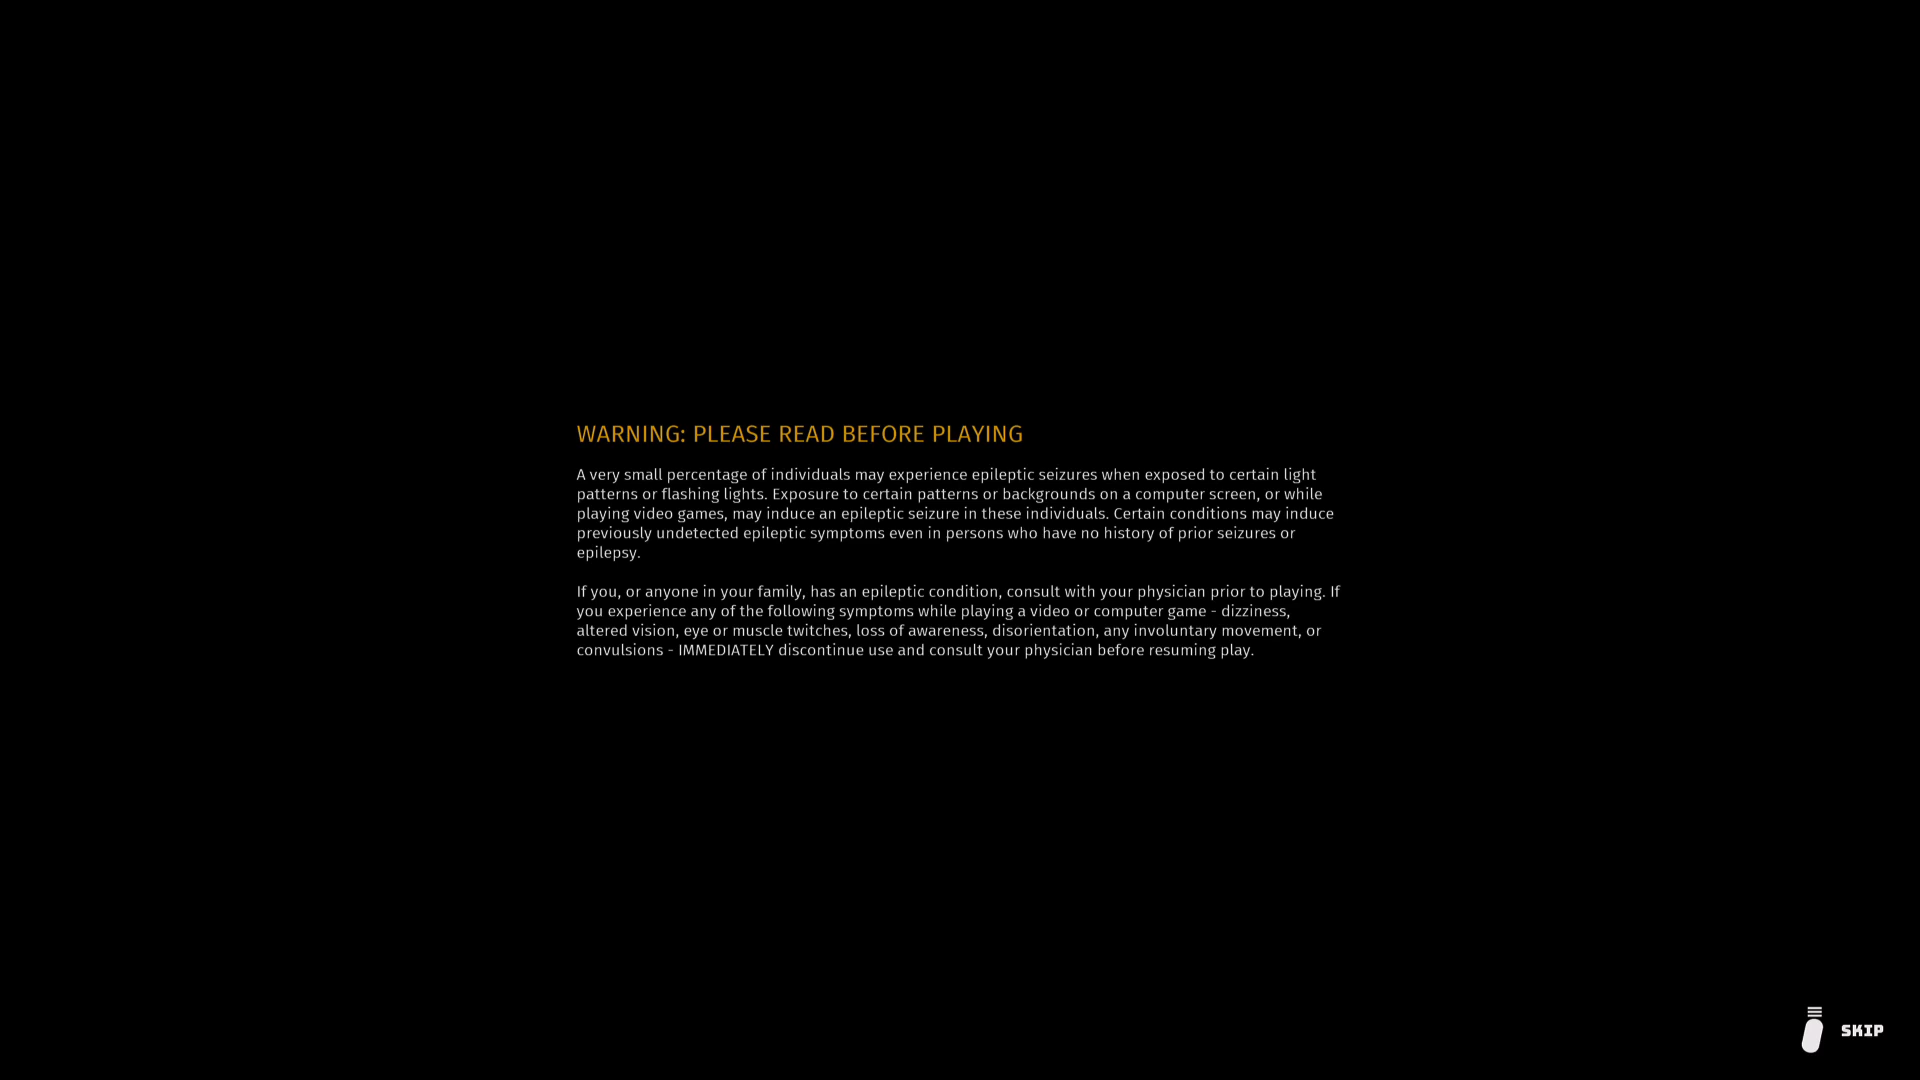 WARNING: PLEASE READ BEFORE PLAYING
A very small percentage of individuals may experience epileptic seizures when exposed to certain light
patterns or flashing lights. Exposure to certain patterns or backgrounds on a computer screen, or while
playing video games, may induce an epileptic seizure in these individuals. Certain conditions may induce
previously undetected epileptic symptoms even in persons who have no history of prior seizures or
epilepsy.
If you, or anyone in your family, has an epileptic condition, consult with your physician prior to playing. If
you experience any of the following symptoms while playing a video or computer game - dizziness,
altered vision, eye or muscle twitches, loss of awareness, disorientation, any involuntary movement, or
convulsions - IMMEDIATELY discontinue use and consult your physician before resuming play.
SKIP